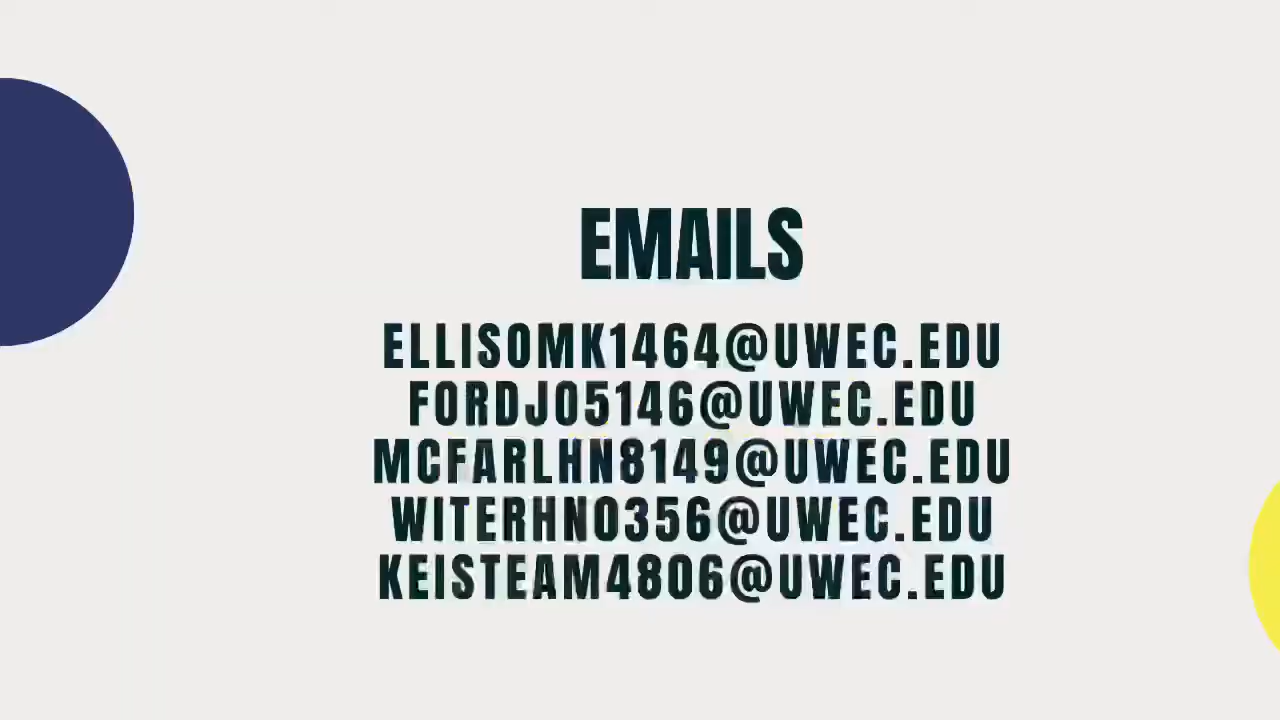 EMAILS
ELLISOMK1464@UWEC.EDU
FORDJO5146@UWEC.EDU
MCFARLHN8149@UWEC.EDU
WITERHN0356@UWEC.EDU
KEISTEAM4806@UWEC.EDU